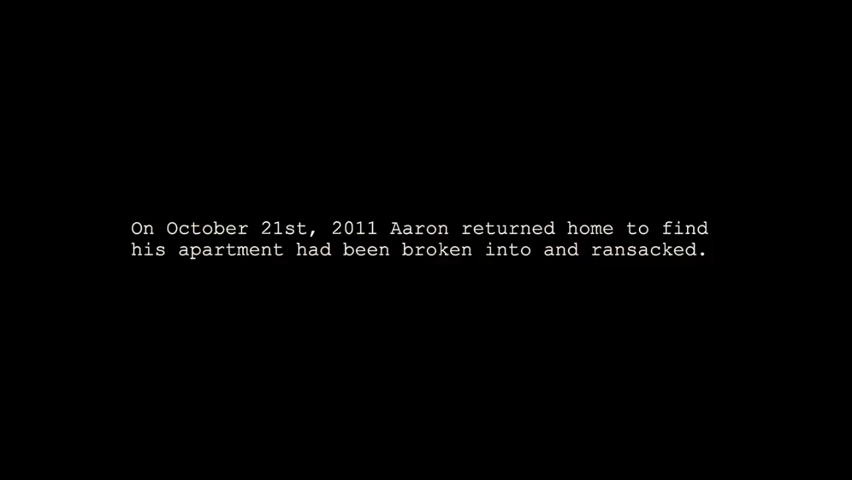 On October 21st, 2011 Aaron returned home to find
his apartment had been broken into and ransacked.